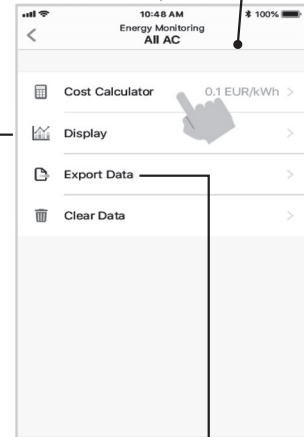 10:48 AM
100%
Energy Monitoring
All AC
Cost Calculator 0.1 EUR/kWh
Display
Export Data
Clear Data